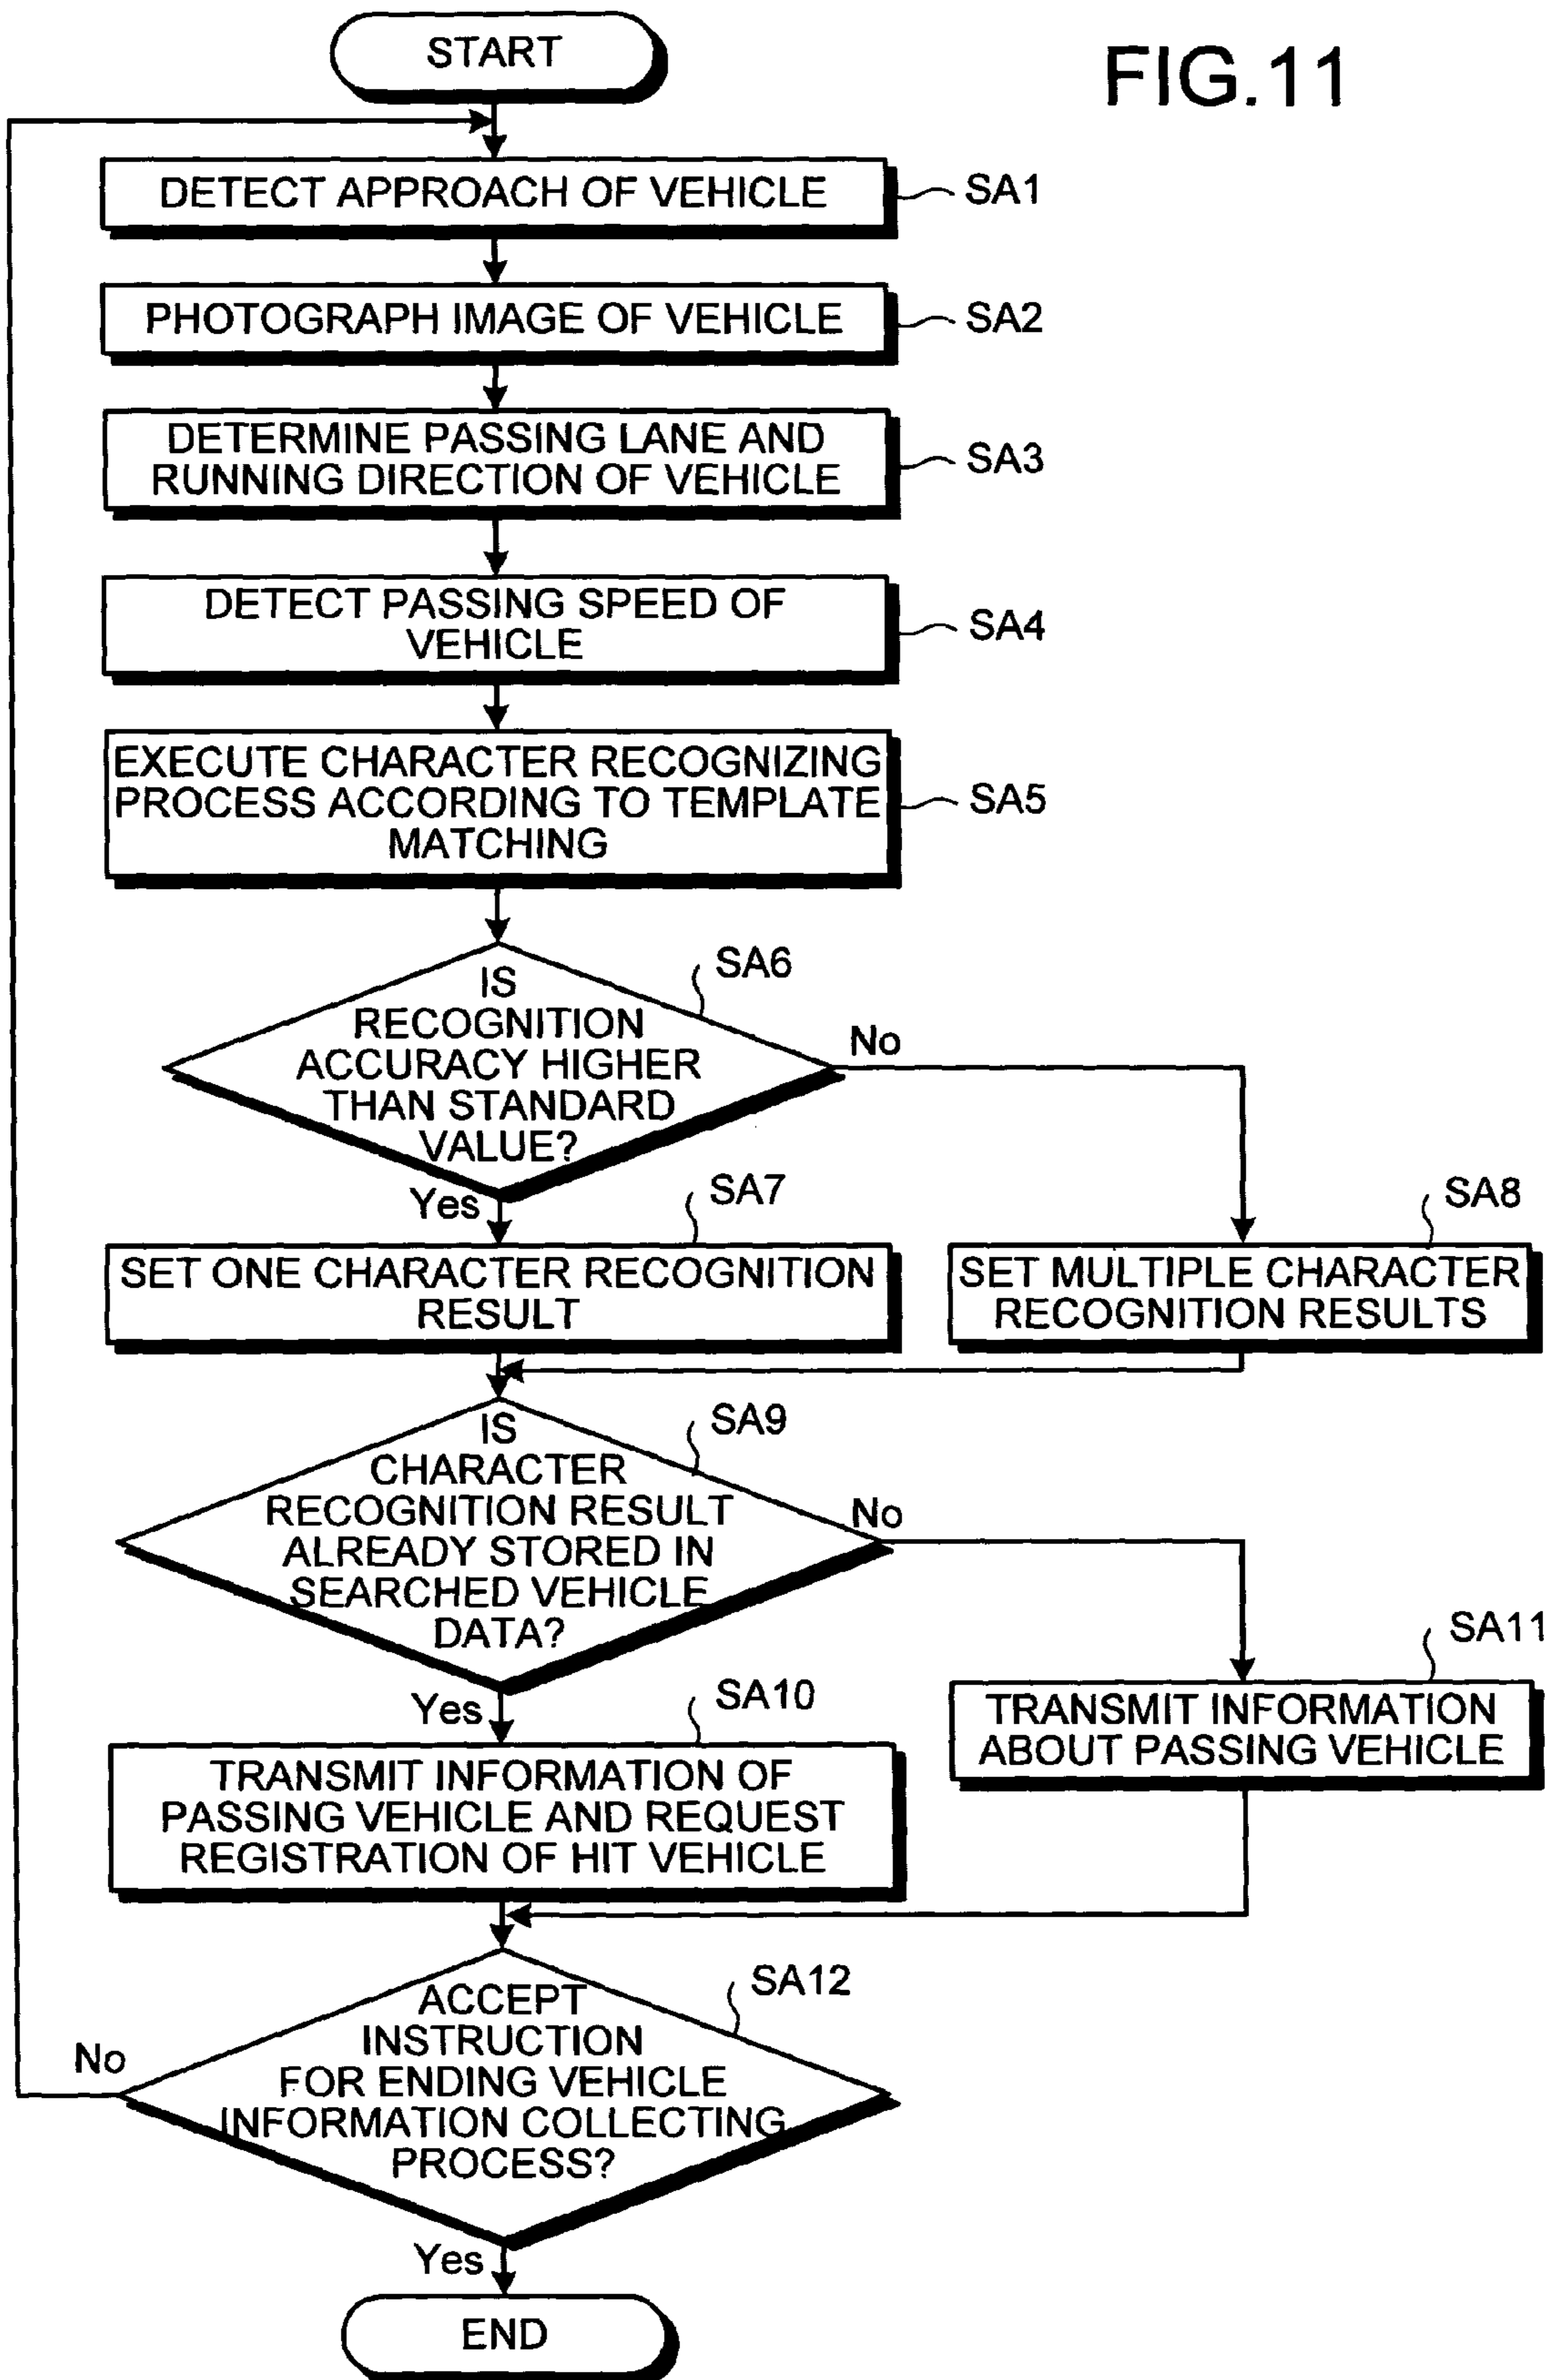 START
FIG.11
DETECT APPROACH OF VEHICLE
SA1
PHOTOGRAPH IMAGE OF VEHICLE
SA2
DETERMINE PASSING LANE AND
RUNNING DIRECTION OF VEHICLE
SA3
DETECT PASSING SPEED OF
VEHICLE
SA4
EXECUTE CHARACTER RECOGNIZING
PROCESS ACCORDING TO TEMPLATE
MATCHING
SA5
SA6
IS
RECOGNITION
ACCURACY HIGHER
THAN STANDARD
VALUE?
No
Yes
SA7
SET ONE CHARACTER RECOGNITION
RESULT
SA8
SET MULTIPLE CHARACTER
RECOGNITION RESULTS
SA9
IS
CHARACTER
RECOGNITION RESULT
ALREADY STORED IN
SEARCHED VEHICLE
DATA?
No
Yes
SA10
TRANSMIT INFORMATION OF
PASSING VEHICLE AND REQUEST
REGISTRATION OF HIT VEHICLE
SA11
TRANSMIT INFORMATION
ABOUT PASSING VEHICLE
SA12
ACCEPT
INSTRUCTION
FOR ENDING VEHICLE
INFORMATION COLLECTING
PROCESS?
No
Yes
END